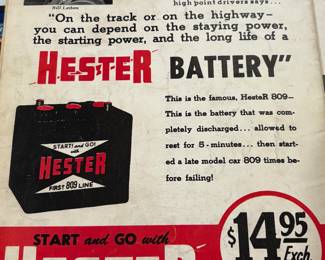 Bill Latham
high point drivers says...
"On the track or on the highway—
you can depend on the staying power,
the starting power, and the long life of a
HESTER BATTERY"
START! and GO!
with
HESTER
FIRST 809 LINE
This is the famous, HesteR 809—
This is the battery that was com-
pletely discharged... allowed to
rest for 5-minutes... then start-
ed a late model car 809 times be-
fore failing!
START and GO with
HESTER
$14.95
Exch.